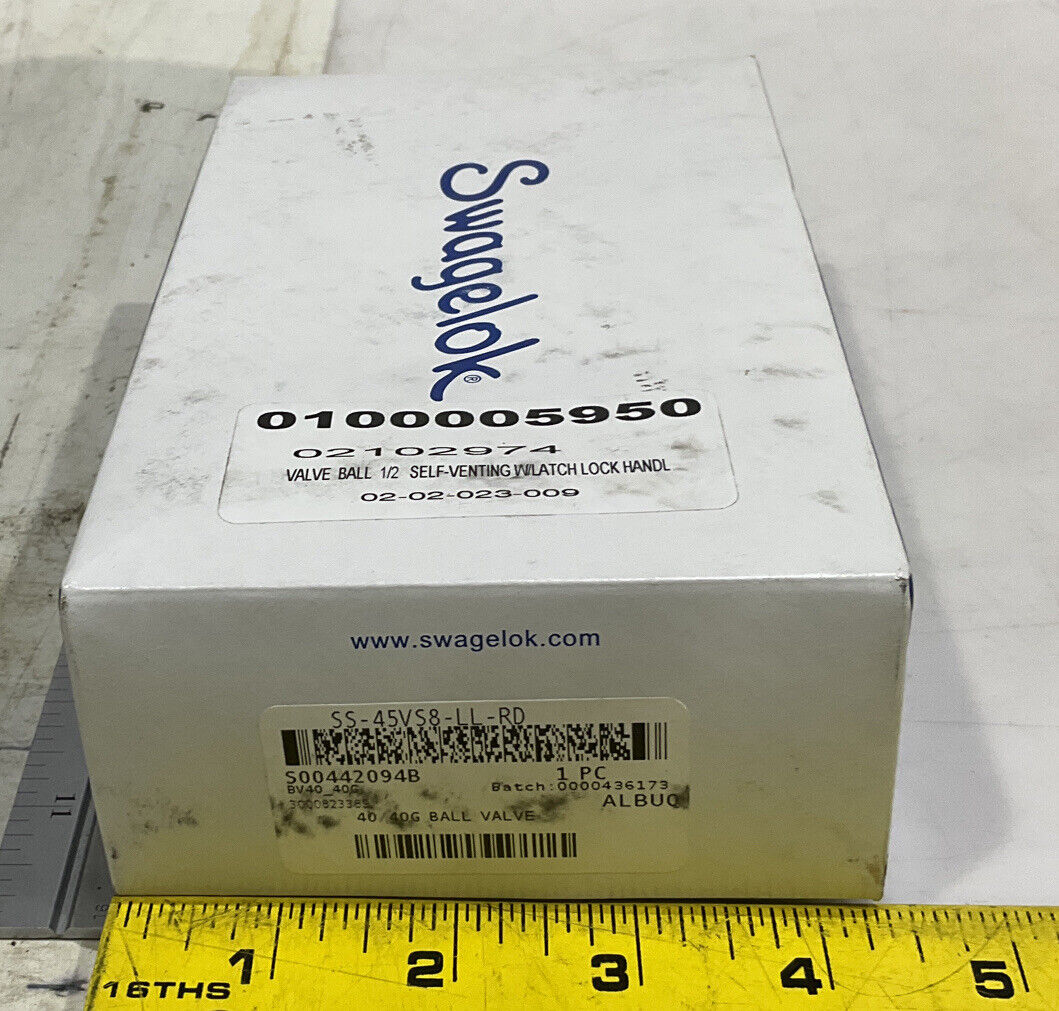 Swagelok®
0100005950
02102974
VALVE BALL 1/2 SELF-VENTING W/LATCH LOCK HANDL
02-02-023-009
www.swagelok.com
SS-45VS8-LL-RD
S00442094B 1 PC
BV40_40G Batch:0000436173
ALBUQ
40/40G BALL VALVE
11
1 2 3 4 5
16THS